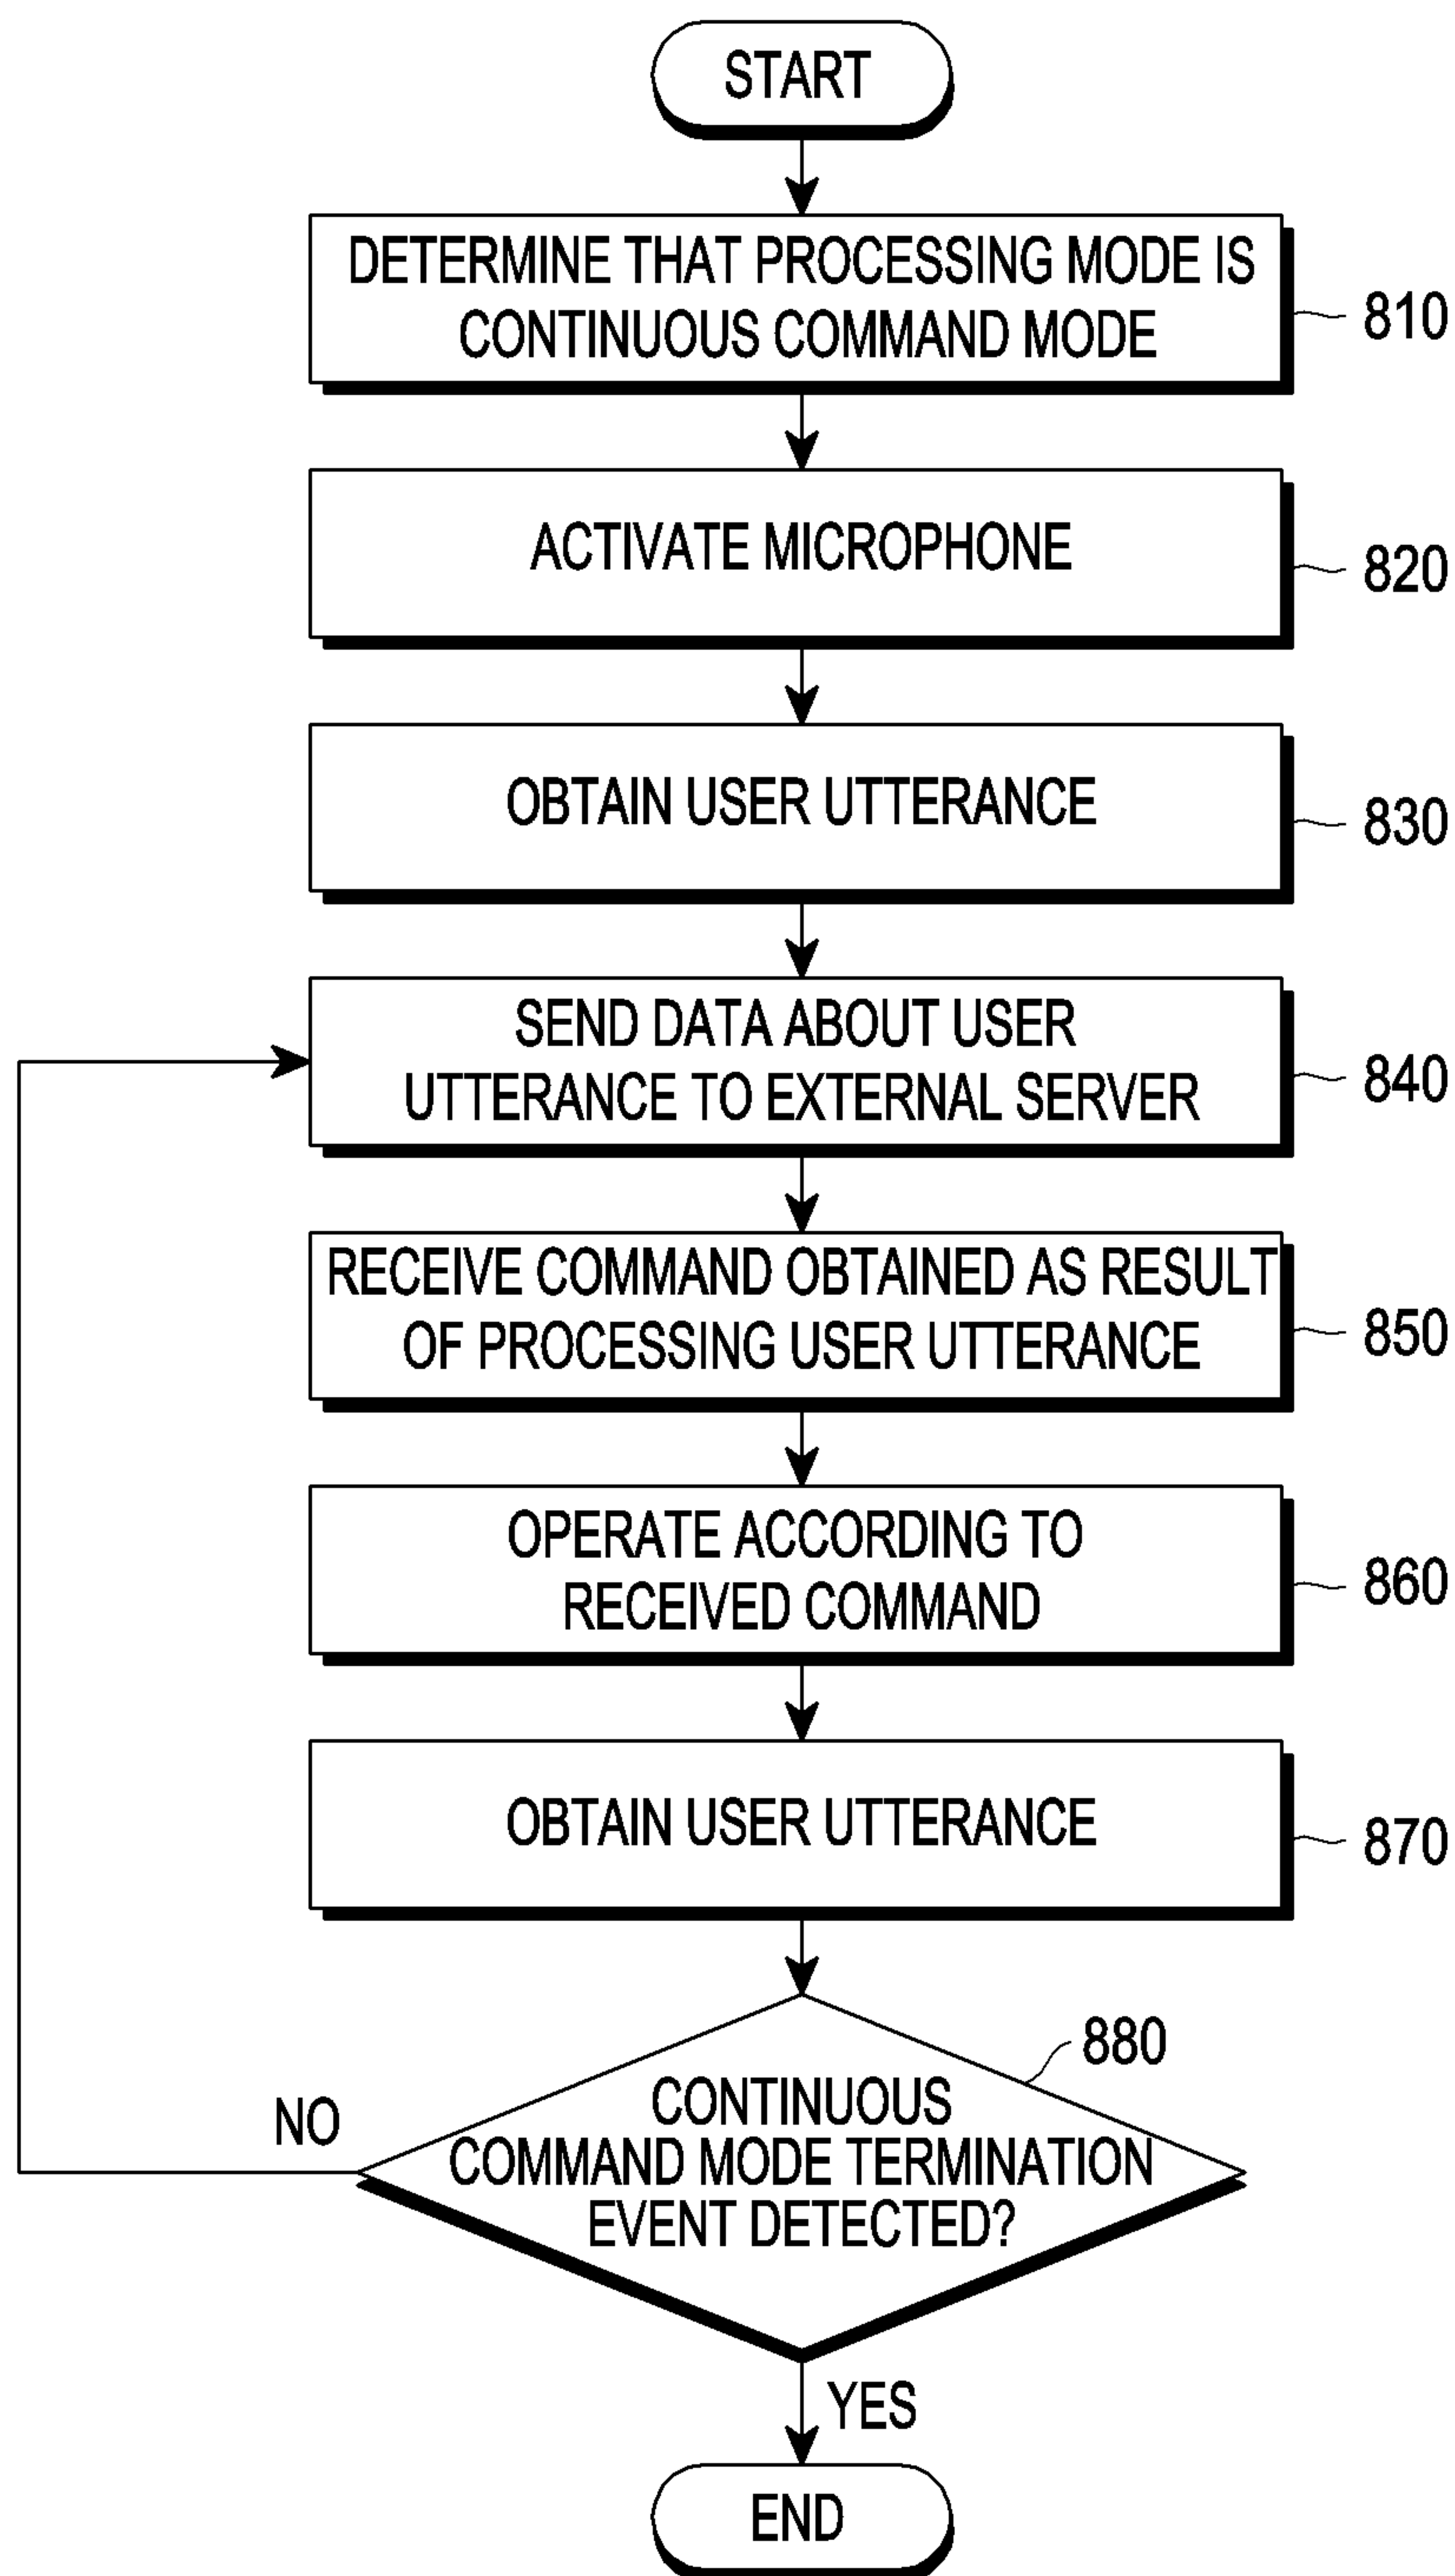 START
DETERMINE THAT PROCESSING MODE IS
CONTINUOUS COMMAND MODE
810
ACTIVATE MICROPHONE
820
OBTAIN USER UTTERANCE
830
SEND DATA ABOUT USER
UTTERANCE TO EXTERNAL SERVER
840
RECEIVE COMMAND OBTAINED AS RESULT
OF PROCESSING USER UTTERANCE
850
OPERATE ACCORDING TO
RECEIVED COMMAND
860
OBTAIN USER UTTERANCE
870
880
CONTINUOUS
COMMAND MODE TERMINATION
EVENT DETECTED?
NO
YES
END